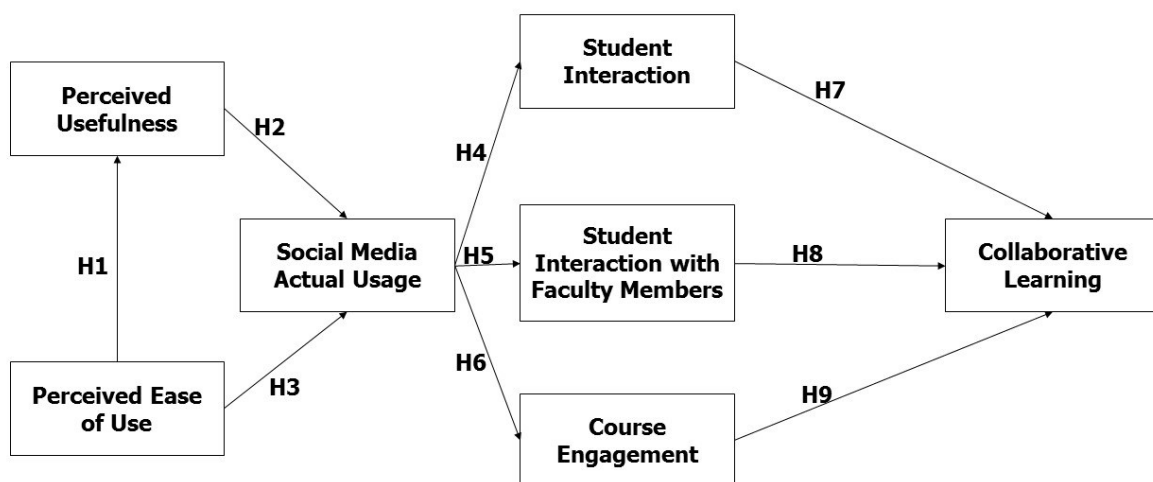 Student
Interaction
Perceived
Usefulness
H7
H2
H4
Student
Interaction with
Faculty Members
Social Media
Actual Usage
Collaborative
Learning
H1
H5
H8
H6
H3
H9
Perceived Ease
of Use
Course
Engagement